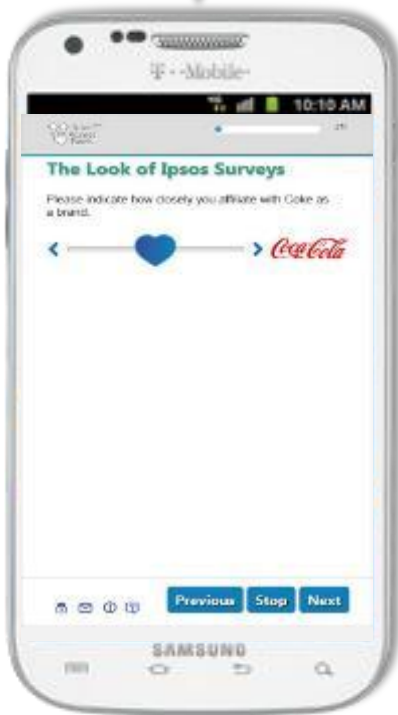 T-Mobile
10:10 AM
The Look of Ipsos Surveys
Please indicate how closely you affiliate with Coke as
a brand.
Coca-Cola
Previous Stop Next
SAMSUNG